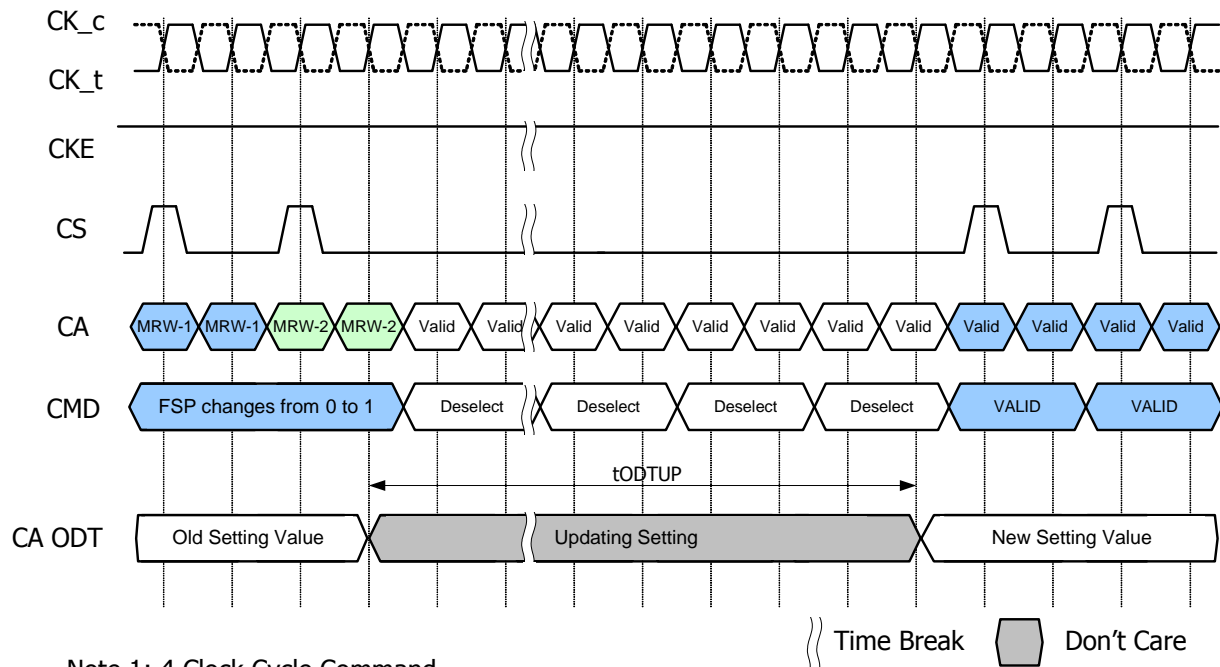 CK_c
CK_t
CKE
CS
CA MRW-1 MRW-1 MRW-2 MRW-2 Valid Valid Valid Valid Valid Valid Valid Valid Valid Valid Valid Valid
CMD FSP changes from 0 to 1 Deselect Deselect Deselect Deselect VALID VALID
tODTUP
CA ODT Old Setting Value Updating Setting New Setting Value
Time Break Don't Care
Note 1: 4 Clock Cycle Command